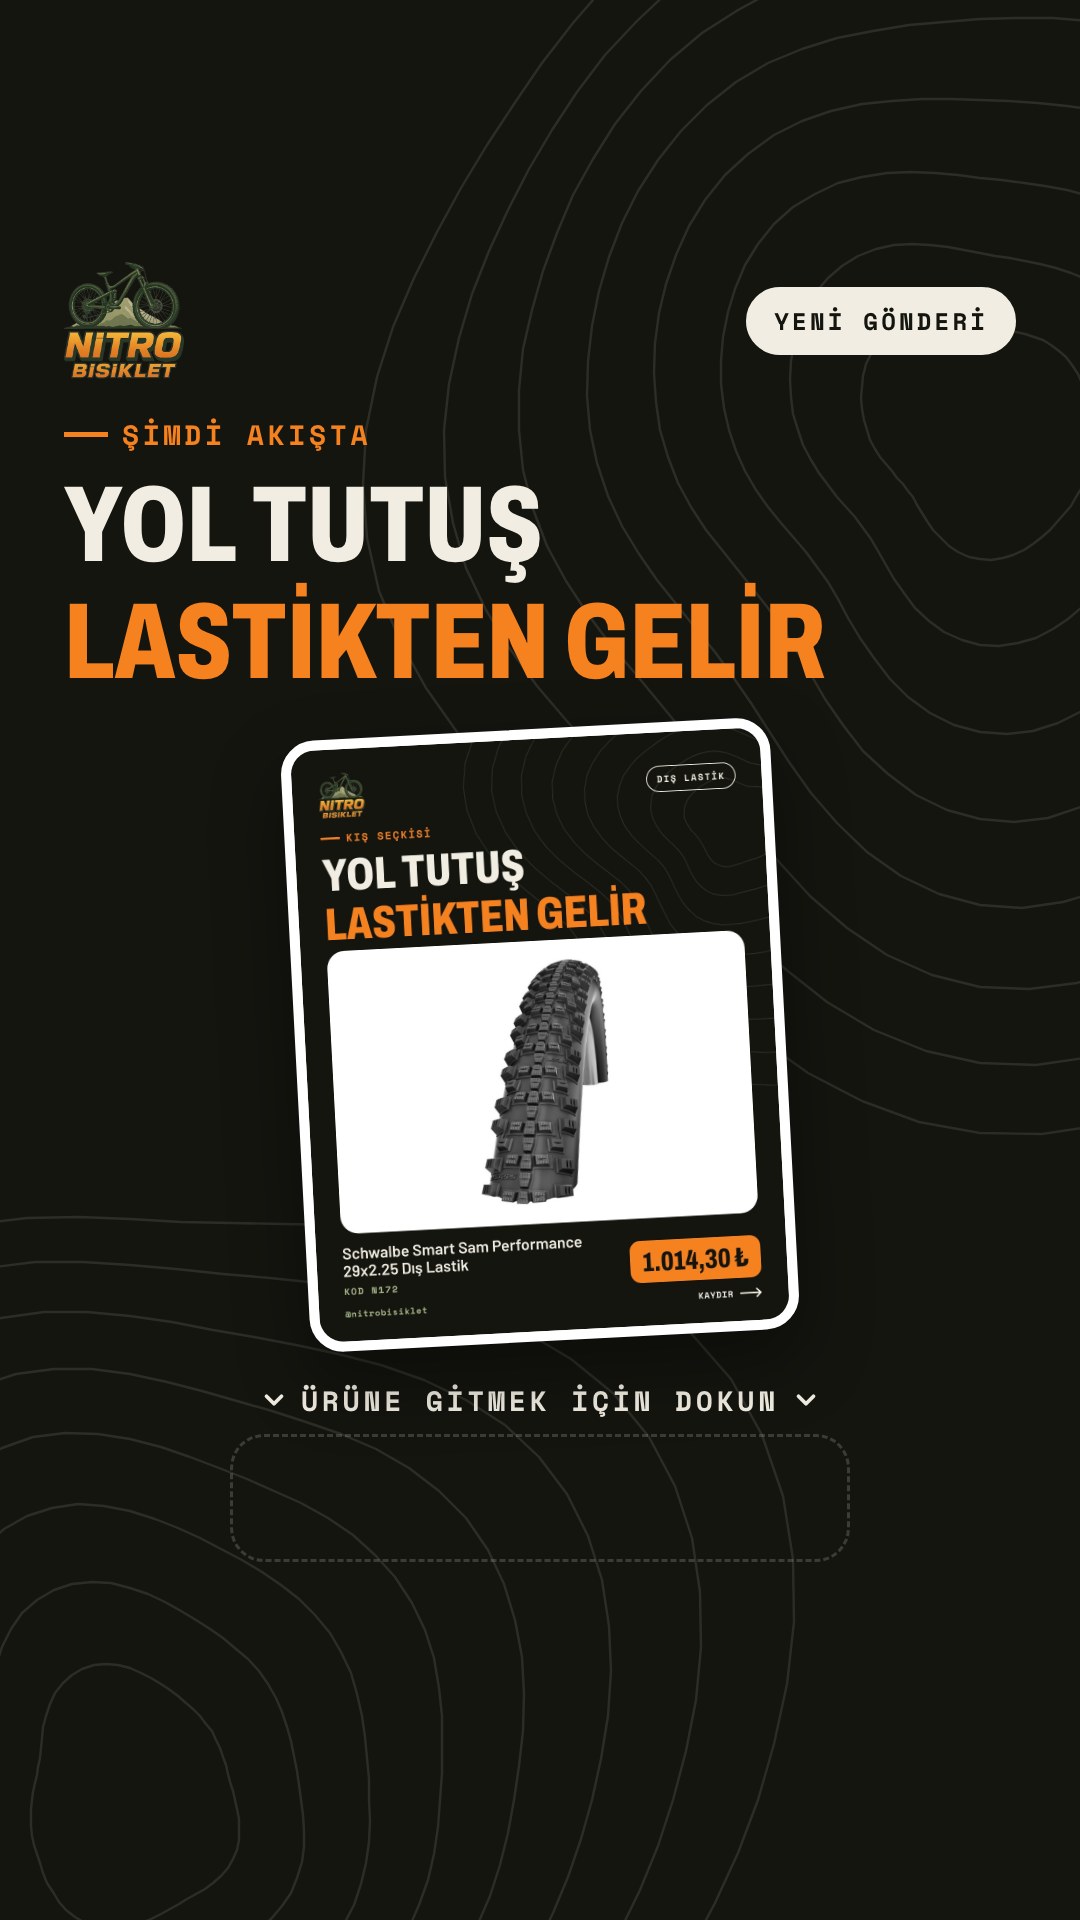 NiTRO
BiSiKLET
YENİ GÖNDERİ
ŞİMDİ AKIŞTA
YOL TUTUŞ
LASTİKTEN GELİR
NiTRO
BiSiKLET
DIŞ LASTİK
KIŞ SEÇKİSİ
YOL TUTUŞ
LASTİKTEN GELİR
Schwalbe Smart Sam Performance
29x2.25 Dış Lastik
1.014,30 ₺
KOD N172
KAYDIR
@nitrobisiklet
ÜRÜNE GİTMEK İÇİN DOKUN